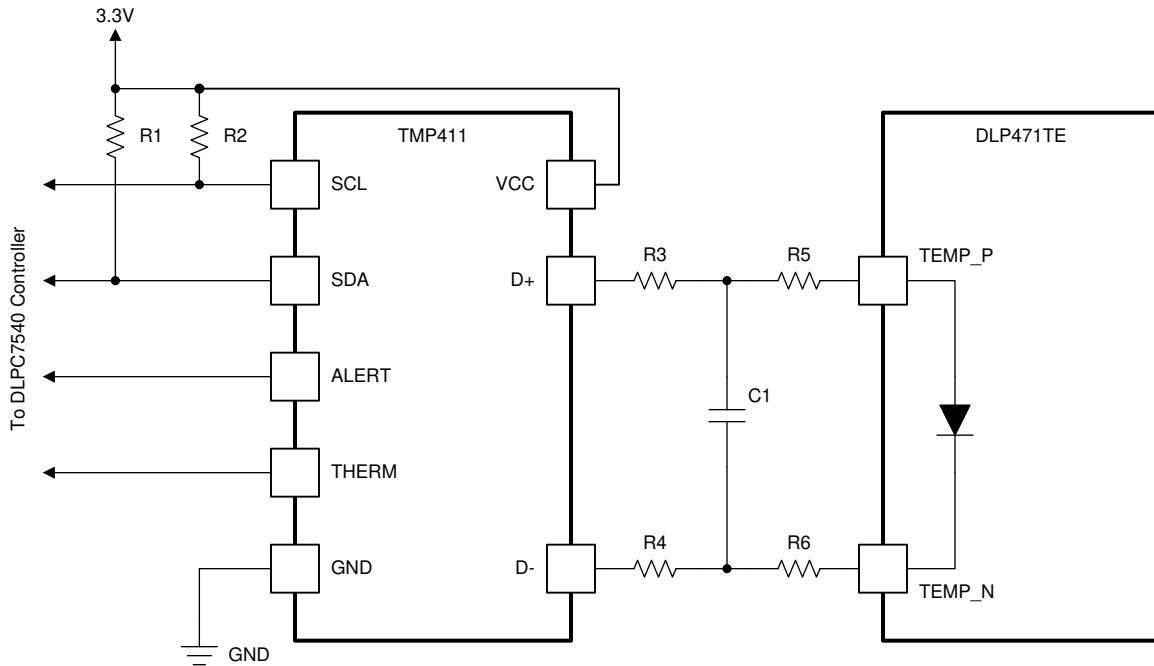 3.3V
R1
R2
TMP411
DLP471TE
SCL
VCC
R3
R5
TEMP_P
SDA
D+
To DLPC7540 Controller
ALERT
C1
THERM
R4
R6
GND
D-
TEMP_N
GND